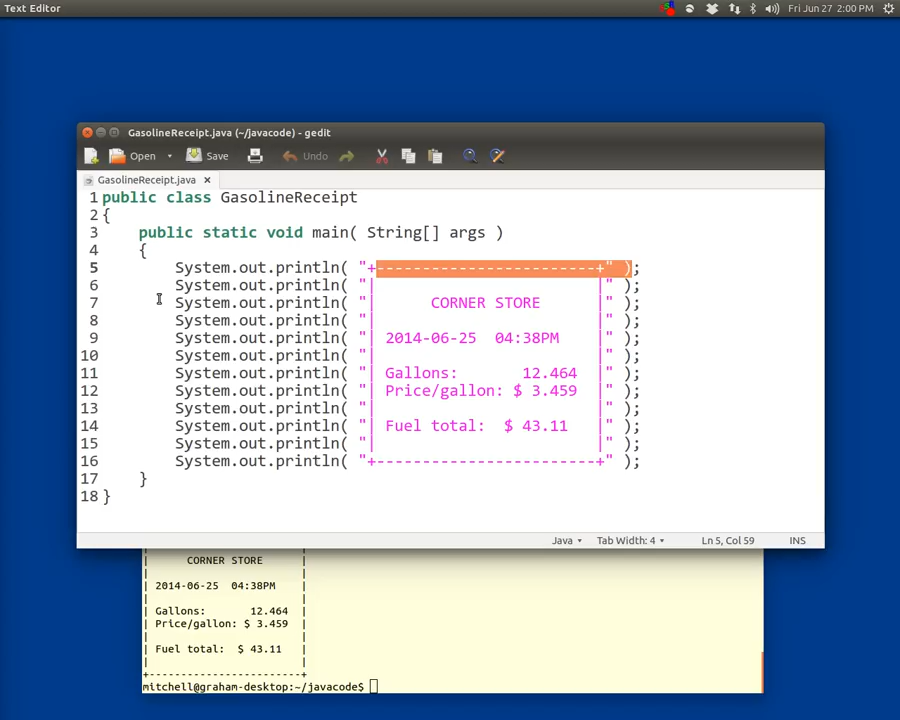 Text Editor Fri Jun 27 2:00 PM
GasolineReceipt.java (~/javacode) - gedit
Open Save Undo
GasolineReceipt.java ×
1 public class GasolineReceipt
2 {
3     public static void main( String[] args )
4     {
5         System.out.println( "+------------------------+" );
6         System.out.println( "|                        |" );
7         System.out.println( "|      CORNER STORE      |" );
8         System.out.println( "|                        |" );
9         System.out.println( "| 2014-06-25  04:38PM    |" );
10         System.out.println( "|                        |" );
11         System.out.println( "| Gallons:       12.464  |" );
12         System.out.println( "| Price/gallon: $ 3.459  |" );
13         System.out.println( "|                        |" );
14         System.out.println( "| Fuel total:  $ 43.11   |" );
15         System.out.println( "|                        |" );
16         System.out.println( "+------------------------+" );
17     }
18 }
Java Tab Width: 4 Ln 5, Col 59 INS
|      CORNER STORE      |
|                        |
| 2014-06-25  04:38PM    |
|                        |
| Gallons:       12.464  |
| Price/gallon: $ 3.459  |
|                        |
| Fuel total:  $ 43.11   |
|                        |
+------------------------+
mitchell@graham-desktop:~/javacode$